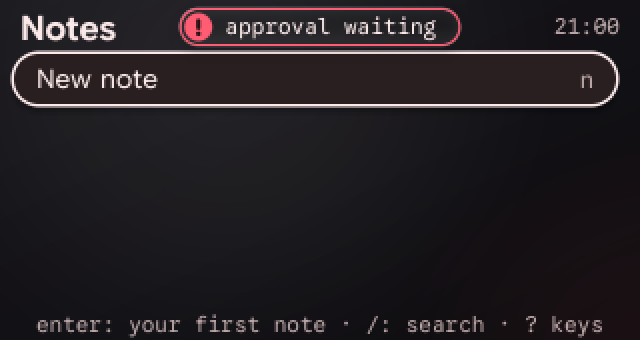 Notes ! approval waiting 21:00
New note n
enter: your first note · /: search · ? keys